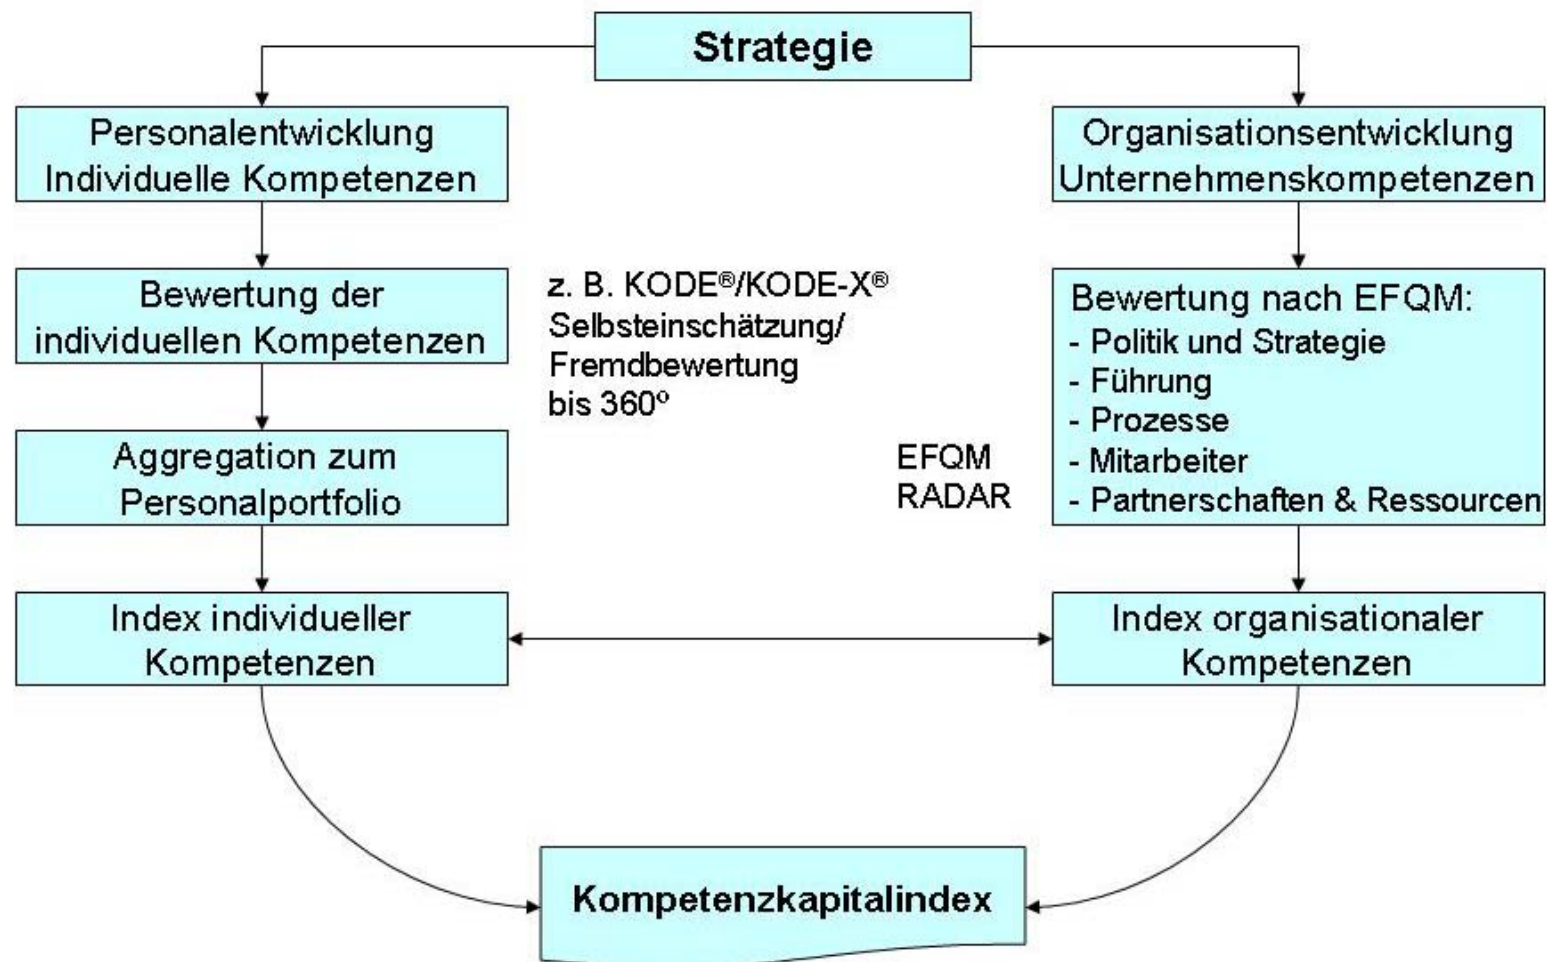 Strategie
Personalentwicklung
Individuelle Kompetenzen
Organisationsentwicklung
Unternehmenskompetenzen
Bewertung der
individuellen Kompetenzen
z. B. KODE®/KODE-X®
Selbsteinschätzung/
Fremdbewertung
bis 360º
Bewertung nach EFQM:
- Politik und Strategie
- Führung
- Prozesse
- Mitarbeiter
- Partnerschaften & Ressourcen
Aggregation zum
Personalportfolio
EFQM
RADAR
Index individueller
Kompetenzen
Index organisationaler
Kompetenzen
Kompetenzkapitalindex